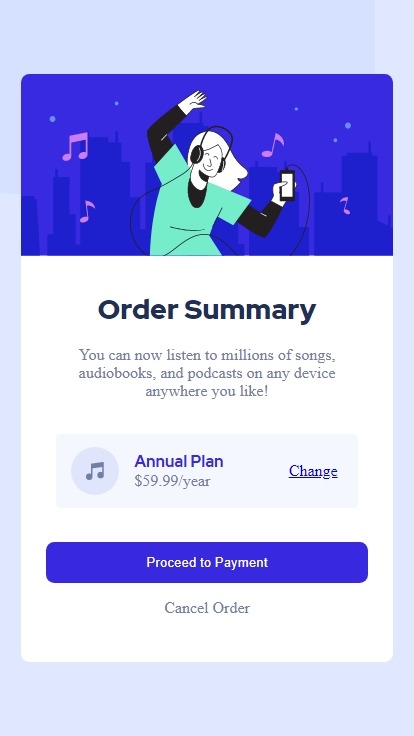 Order Summary
You can now listen to millions of songs,
audiobooks, and podcasts on any device
anywhere you like!
Annual Plan
$59.99/year
Change
Proceed to Payment
Cancel Order